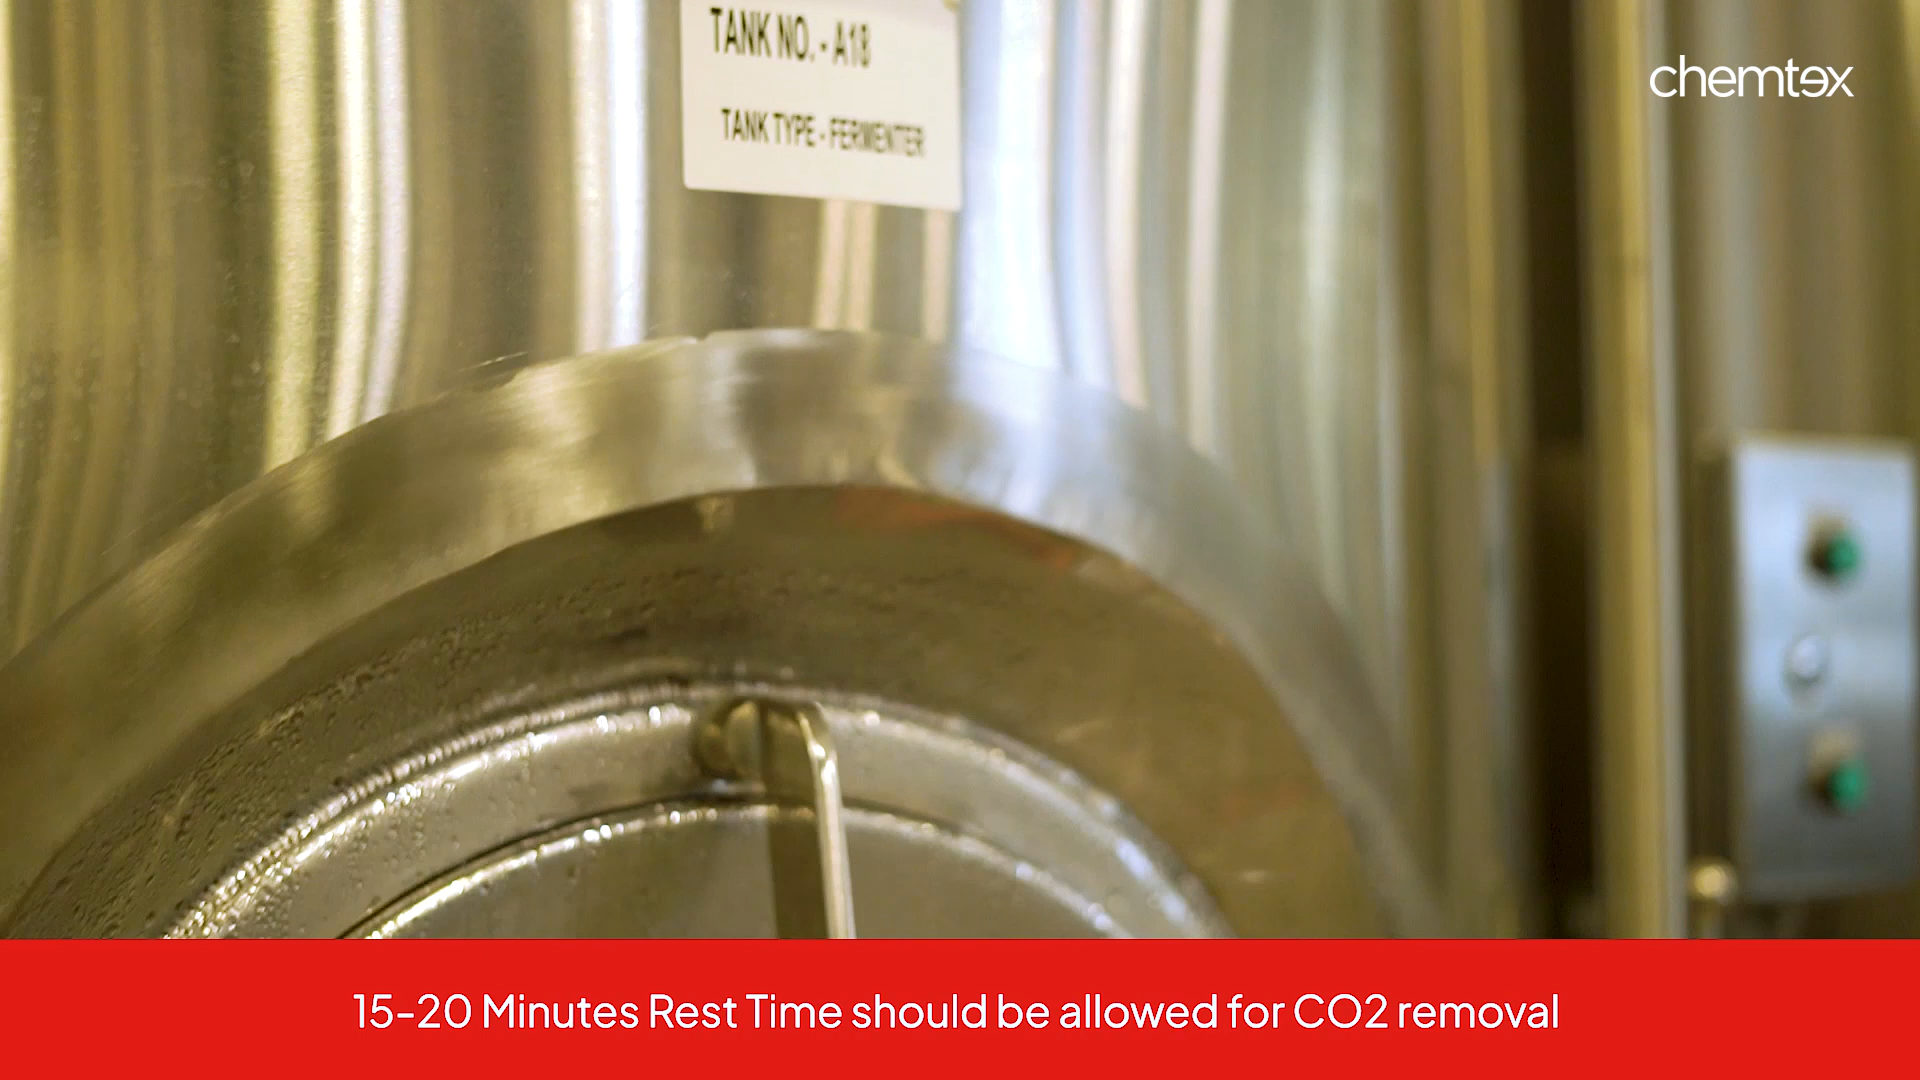 TANK NO. - A18
TANK TYPE - FERMENTER
chemtex
15-20 Minutes Rest Time should be allowed for CO2 removal